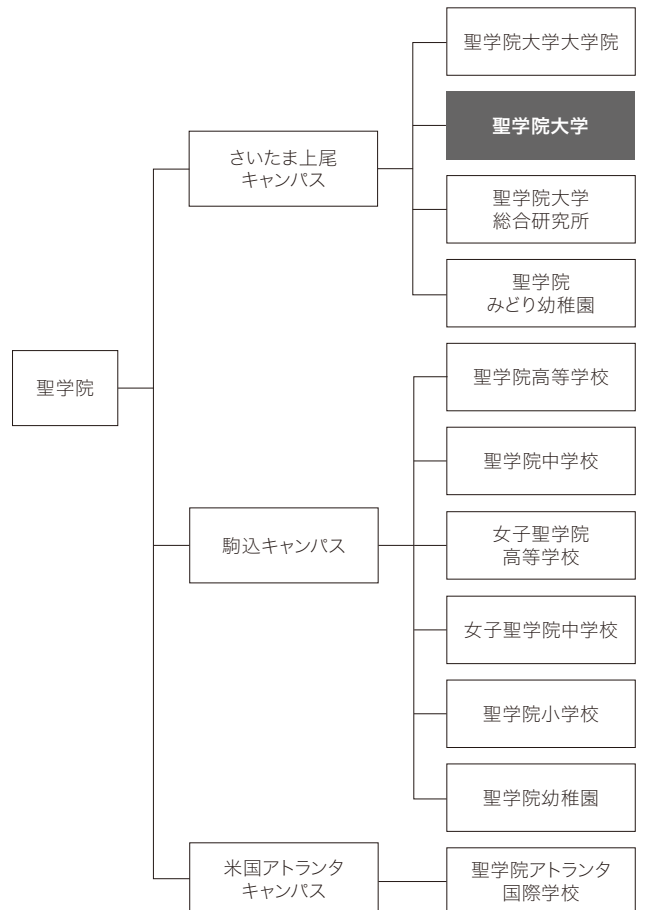 聖学院
さいたま上尾
キャンパス
聖学院大学大学院
聖学院大学
聖学院大学
総合研究所
聖学院
みどり幼稚園
駒込キャンパス
聖学院高等学校
聖学院中学校
女子聖学院
高等学校
女子聖学院中学校
聖学院小学校
聖学院幼稚園
米国アトランタ
キャンパス
聖学院アトランタ
国際学校